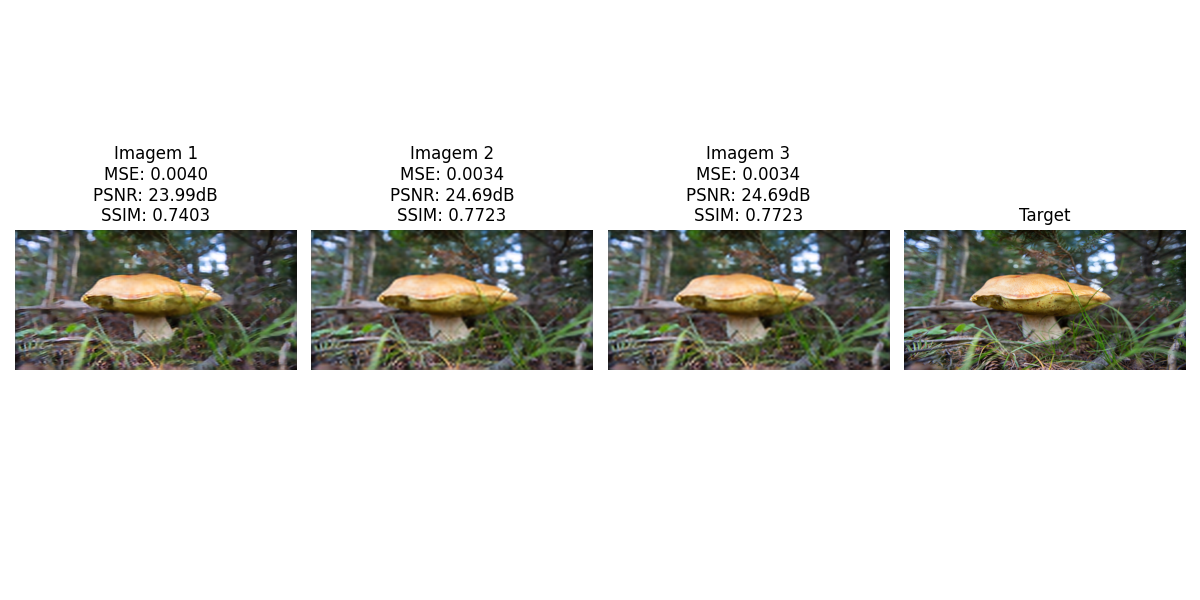 Imagem 1
MSE: 0.0040
PSNR: 23.99dB
SSIM: 0.7403
Imagem 2
MSE: 0.0034
PSNR: 24.69dB
SSIM: 0.7723
Imagem 3
MSE: 0.0034
PSNR: 24.69dB
SSIM: 0.7723
Target